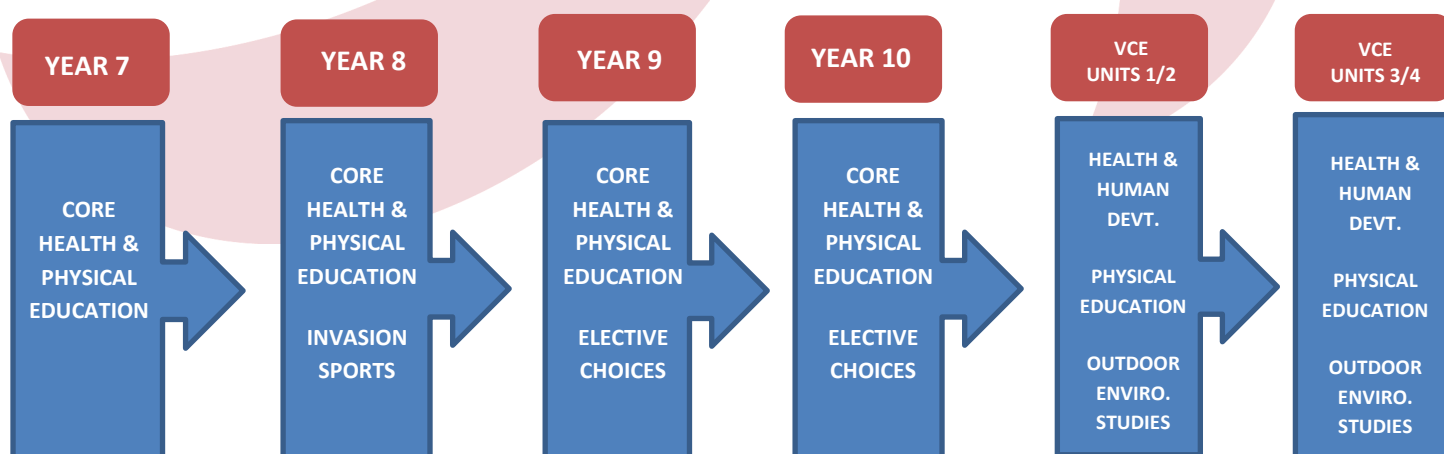 YEAR 7
CORE
HEALTH &
PHYSICAL
EDUCATION
YEAR 8
CORE
HEALTH &
PHYSICAL
EDUCATION
INVASION
SPORTS
YEAR 9
CORE
HEALTH &
PHYSICAL
EDUCATION
ELECTIVE
CHOICES
YEAR 10
CORE
HEALTH &
PHYSICAL
EDUCATION
ELECTIVE
CHOICES
VCE
UNITS 1/2
HEALTH &
HUMAN
DEVT.
PHYSICAL
EDUCATION
OUTDOOR
ENVIRO.
STUDIES
VCE
UNITS 3/4
HEALTH &
HUMAN
DEVT.
PHYSICAL
EDUCATION
OUTDOOR
ENVIRO.
STUDIES